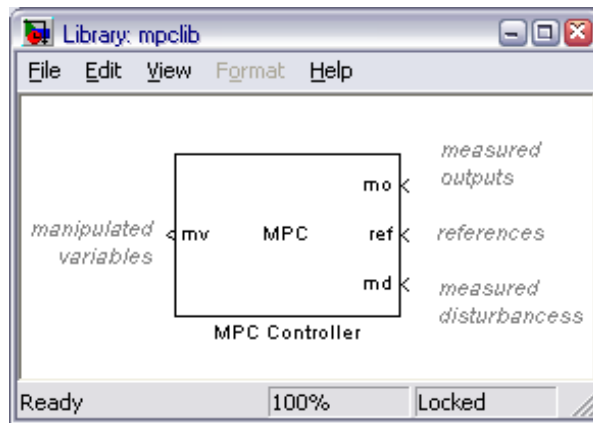 Library: mpclib
File Edit View Format Help
measured
outputs
mo
manipulated
variables
mv MPC ref
references
md
measured
disturbancess
MPC Controller
Ready 100% Locked